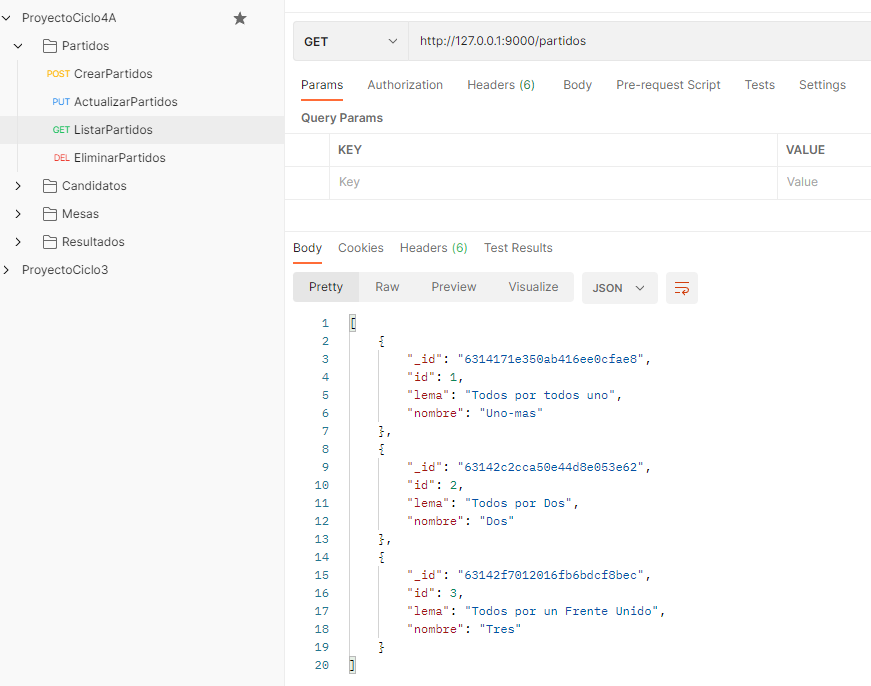 ProyectoCiclo4A
Partidos
POST CrearPartidos
PUT ActualizarPartidos
GET ListarPartidos
DEL EliminarPartidos
Candidatos
Mesas
Resultados
ProyectoCiclo3
GET http://127.0.0.1:9000/partidos
Params Authorization Headers (6) Body Pre-request Script Tests Settings
Query Params
KEY VALUE
Key Value
Body Cookies Headers (6) Test Results
Pretty Raw Preview Visualize JSON
1 [
2 {
3 "_id": "6314171e350ab416ee0cfae8",
4 "id": 1,
5 "lema": "Todos por todos uno",
6 "nombre": "Uno-mas"
7 },
8 {
9 "_id": "63142c2cca50e44d8e053e62",
10 "id": 2,
11 "lema": "Todos por Dos",
12 "nombre": "Dos"
13 },
14 {
15 "_id": "63142f7012016fb6bdcf8bec",
16 "id": 3,
17 "lema": "Todos por un Frente Unido",
18 "nombre": "Tres"
19 }
20 ]